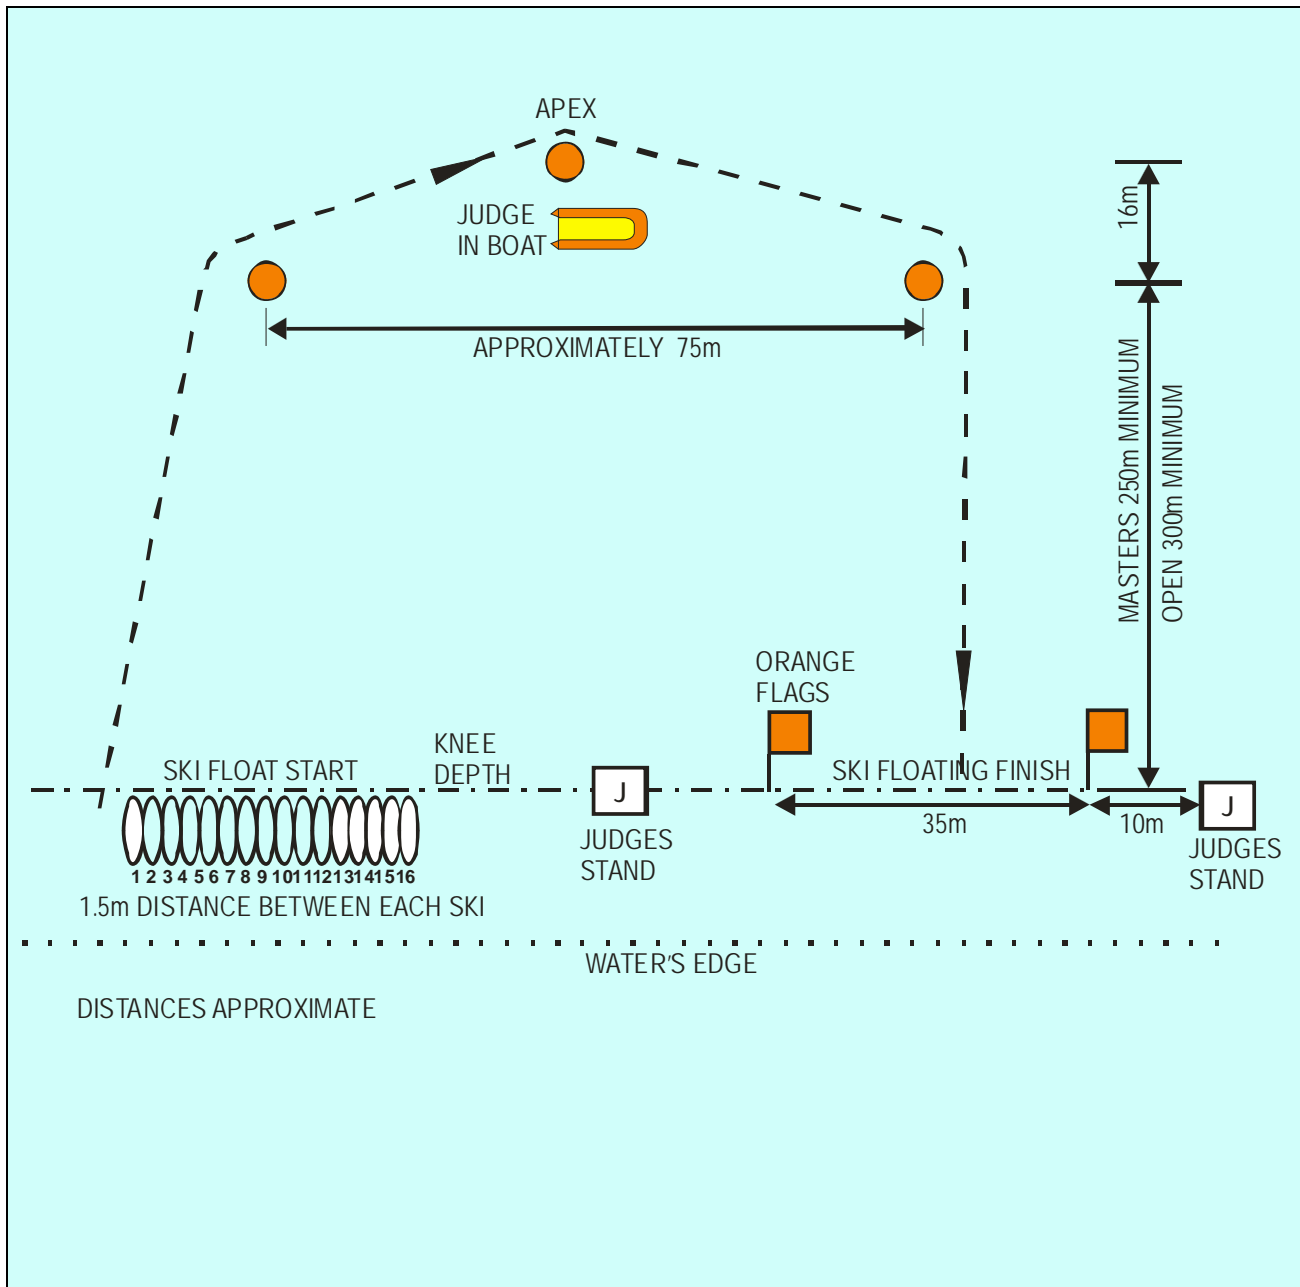 APEX
JUDGE
IN BOAT
16m
APPROXIMATELY 75m
MASTERS 250m MINIMUM
OPEN 300m MINIMUM
ORANGE
FLAGS
KNEE
DEPTH
SKI FLOAT START
SKI FLOATING FINISH
J
J
35m
10m
JUDGES
STAND
JUDGES
STAND
1 2 3 4 5 6 7 8 9 10 11 12 13 14 15 16
1.5m DISTANCE BETWEEN EACH SKI
WATER'S EDGE
DISTANCES APPROXIMATE